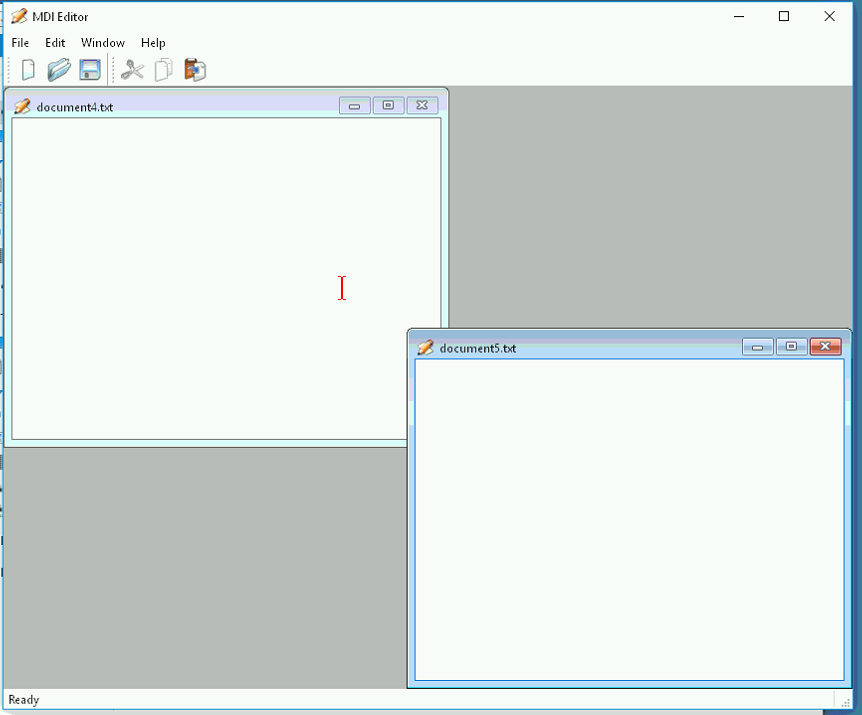 MDI Editor
File Edit Window Help
document4.txt
document5.txt
Ready